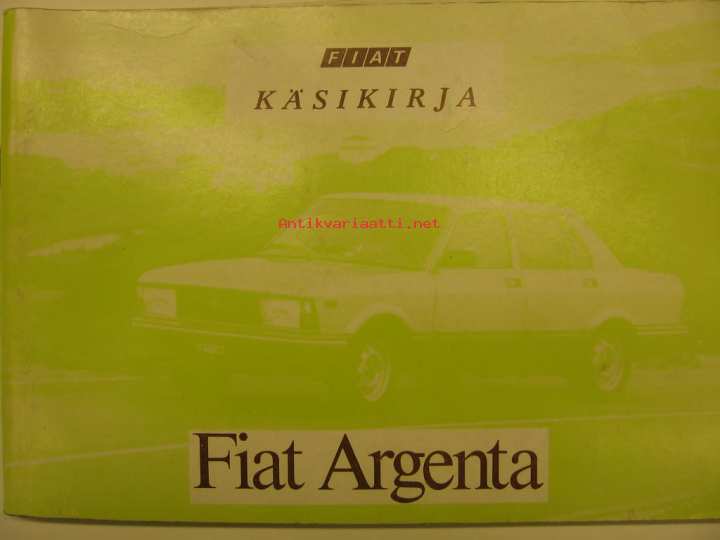 FIAT
KÄSIKIRJA
Antikvariaatti.net
Fiat Argenta